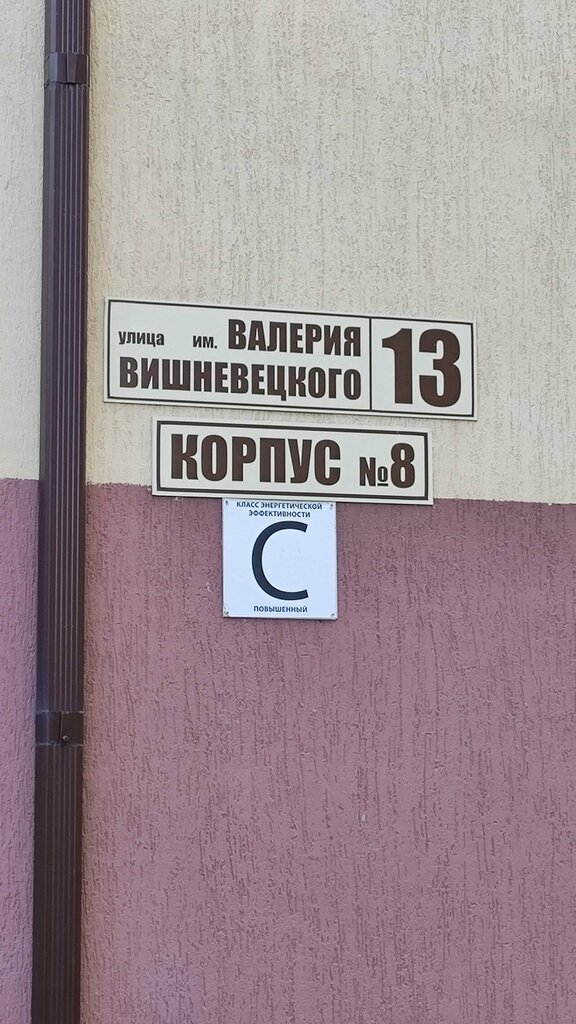 улица им. ВАЛЕРИЯ
ВИШНЕВЕЦКОГО
13
КОРПУС №8
КЛАСС ЭНЕРГЕТИЧЕСКОЙ
ЭФФЕКТИВНОСТИ
С
ПОВЫШЕННЫЙ